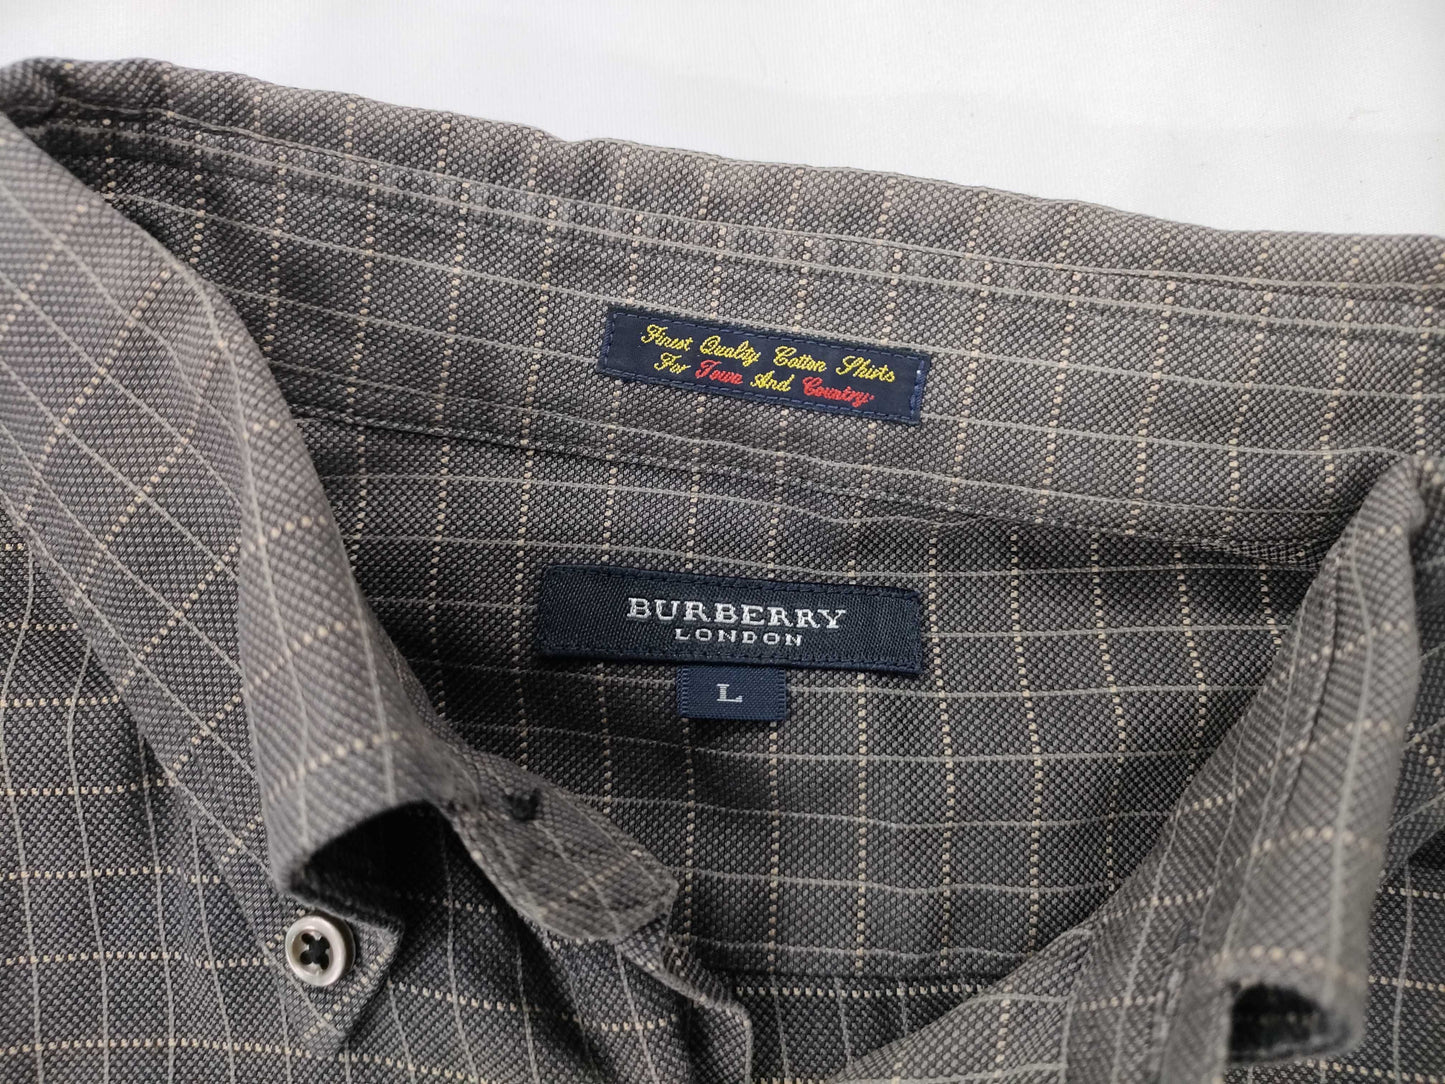 Finest Quality Cotton Shirts
For Town And Country.
BURBERRY
LONDON
L